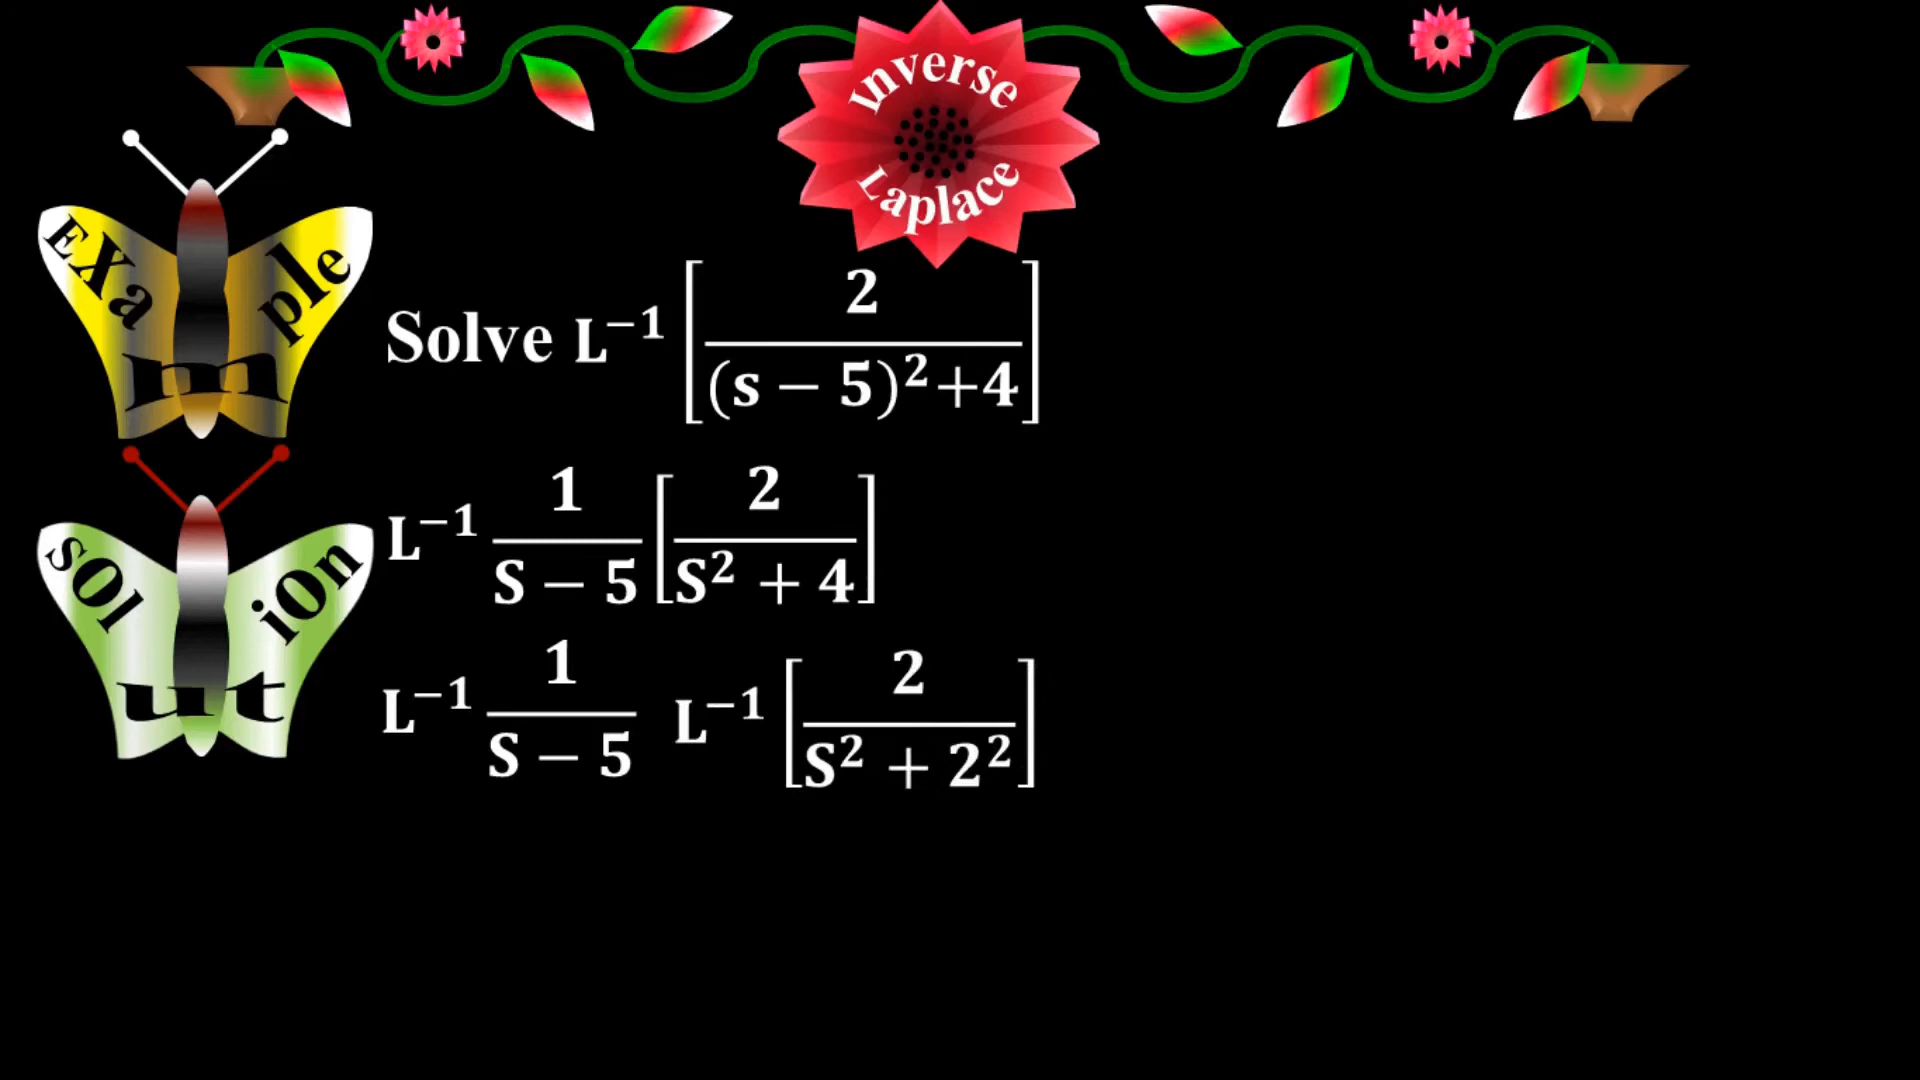 Inverse
Laplace
EXample
Solve L⁻¹ [2 / (s − 5)²+4]
sOlutiOn
L⁻¹ 1 / S − 5 [2 / S² + 4]
L⁻¹ 1 / S − 5 L⁻¹ [2 / S² + 2²]